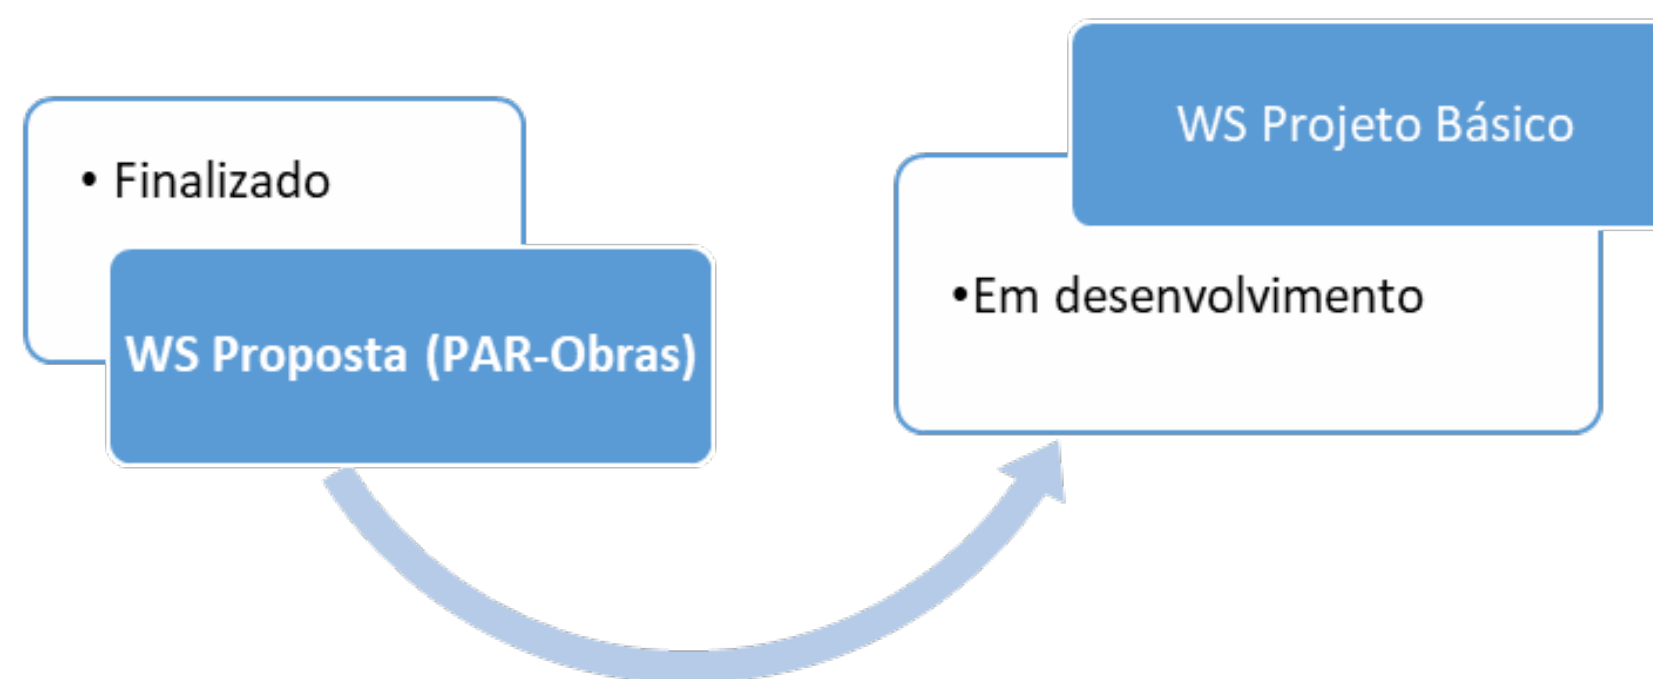 • Finalizado
WS Proposta (PAR-Obras)
WS Projeto Básico
•Em desenvolvimento